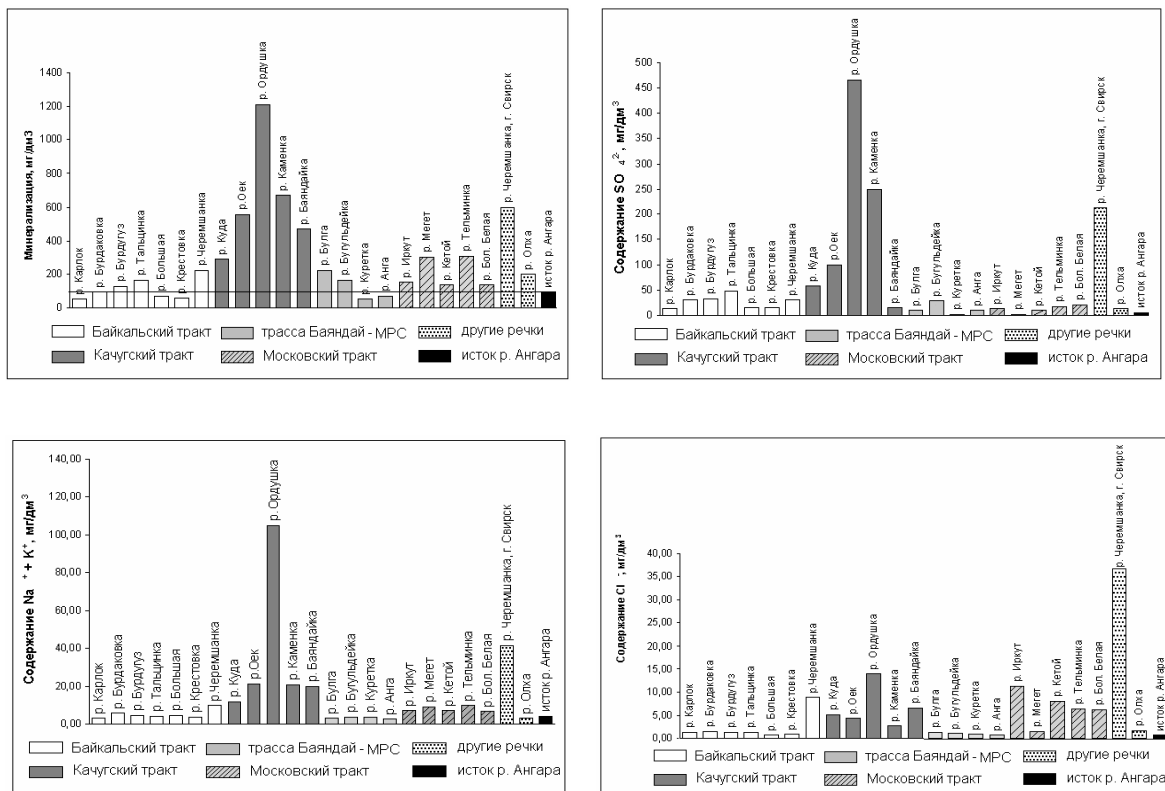 Минерализация, мг/дм3
1400
1200
1000
800
600
400
200
0
р. Карлок
р. Бурдаковка
р. Бурдугуз
р. Тальцинка
р. Большая
р. Крестовка
р.Черемшанка
р. Куда
р. Оек
р. Ордушка
р. Каменка
р. Баяндайка
р. Булга
р. Бугульдейка
р. Куретка
р. Анга
р. Иркут
р. Мегет
р. Китой
р. Тельминка
р. Бол. Белая
р. Черемшанка, г. Свирск
р. Олха
исток р. Ангара
Байкальский тракт
трасса Баяндай - МРС
другие речки
Качугский тракт
Московский тракт
исток р. Ангара
Содержание SO 4 2-, мг/дм3
500
450
400
350
300
250
200
150
100
50
0
р. Карлок
р. Бурдаковка
р. Бурдугуз
р. Тальцинка
р. Большая
р. Крестовка
р. Черемшанка
р. Куда
р.Оек
р. Ордушка
р. Каменка
р. Баяндайка
р. Булга
р. Бугульдейка
р. Куретка
р. Анга
р. Иркут
р. Мегет
р. Кетой
р. Тельминка
р. Бол. Белая
р. Черемшанка, г. Свирск
р. Олха
исток р. Ангара
Байкальский тракт
трасса Баяндай - МРС
другие речки
Качугский тракт
Московский тракт
исток р. Ангара
Содержание Na + + K+, мг/дм3
140,00
120,00
100,00
80,00
60,00
40,00
20,00
0,00
р. Карлок
р. Бурдаковка
р. Бурдугуз
р. Тальцинка
р. Большая
р. Крестовка
р.Черемшанка
р. Куда
р.Оек
р. Ордушка
р. Каменка
р. Баяндайка
р. Булга
р. Бугульдейка
р. Куретка
р. Анга
р. Иркут
р. Мегет
р. Кетой
р. Тельминка
р. Бол. Белая
р. Черемшанка, г. Свирск
р. Олха
исток р. Ангара
Байкальский тракт
трасса Баяндай - МРС
другие речки
Качугский тракт
Московский тракт
исток р. Ангара
Содержание Cl -, мг/дм3
40,00
35,00
30,00
25,00
20,00
15,00
10,00
5,00
0,00
р. Карлок
р. Бурдаковка
р. Бурдугуз
р. Тальцинка
р. Большая
р. Крестовка
р. Черемшанка
р. Куда
р. Оек
р. Ордушка
р. Каменка
р. Баяндайка
р. Булга
р. Бугульдейка
р. Куретка
р. Анга
р. Иркут
р. Мегет
р. Кетой
р. Тельминка
р. Бол. Белая
р. Черемшанка, г. Свирск
р. Олха
исток р. Ангара
Байкальский тракт
трасса Баяндай - МРС
другие речки
Качугский тракт
Московский тракт
исток р. Ангара